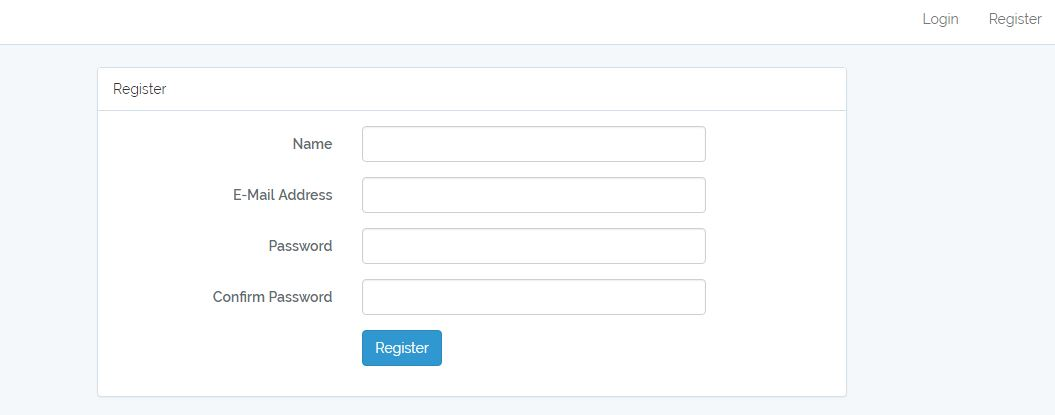 Login Register
Register
Name
E-Mail Address
Password
Confirm Password
Register